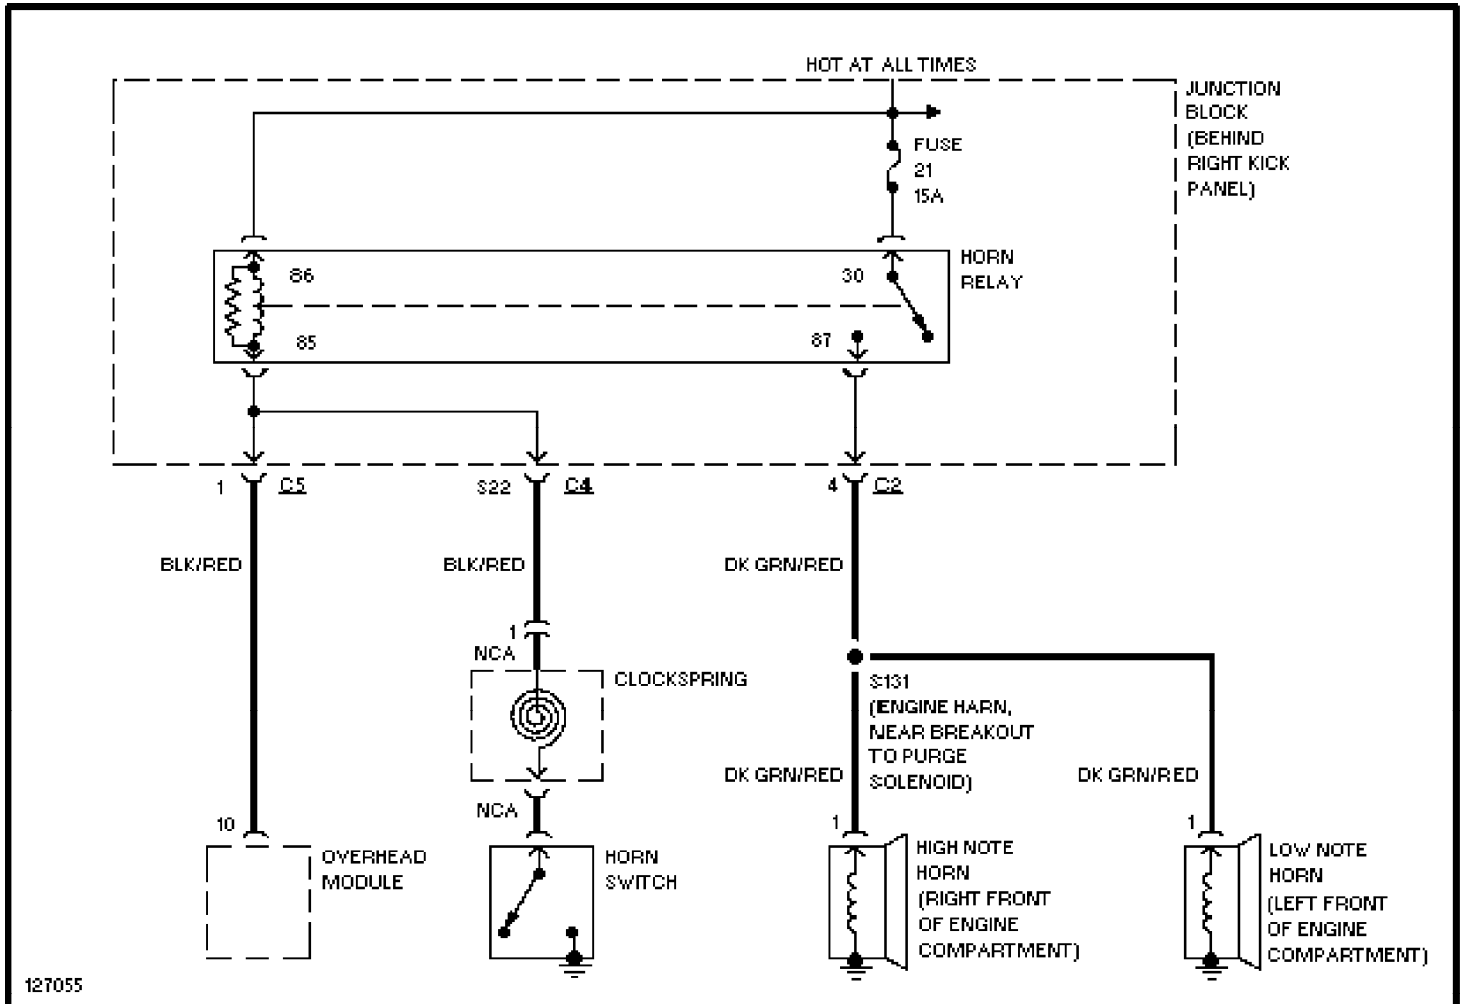 HOT AT ALL TIMES
JUNCTION
BLOCK
(BEHIND
RIGHT KICK
PANEL)
FUSE
21
15A
HORN
RELAY
86
30
85
87
1
C5
S22
C4
4
C2
BLK/RED
BLK/RED
DK GRN/RED
1
NCA
CLOCKSPRING
S131
(ENGINE HARN,
NEAR BREAKOUT
TO PURGE
SOLENOID)
DK GRN/RED
DK GRN/RED
NCA
10
1
1
OVERHEAD
MODULE
HORN
SWITCH
HIGH NOTE
HORN
(RIGHT FRONT
OF ENGINE
COMPARTMENT)
LOW NOTE
HORN
(LEFT FRONT
OF ENGINE
COMPARTMENT)
127055